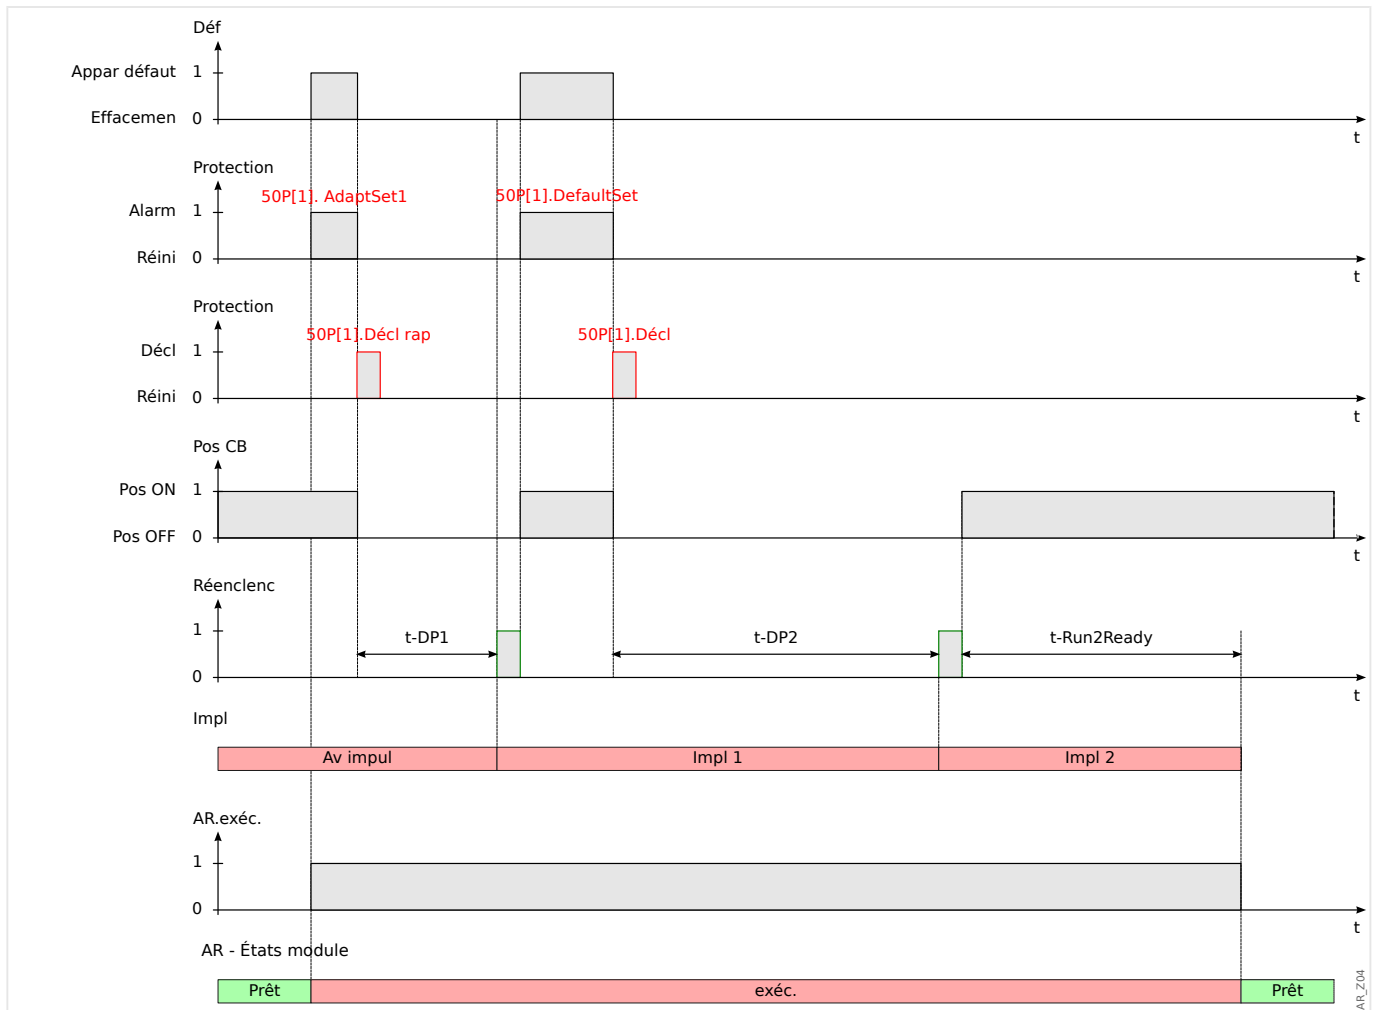 Déf
Appar défaut 1
Effacemen 0
t
Protection
50P[1]. AdaptSet1 50P[1].DefaultSet
Alarm 1
Réini 0
t
Protection
50P[1].Décl rap 50P[1].Décl
Décl 1
Réini 0
t
Pos CB
Pos ON 1
Pos OFF 0
t
Réenclenc
1 t-DP1 t-DP2 t-Run2Ready
0
t
Impl
Av impul Impl 1 Impl 2
AR.exéc.
1
0
t
AR - États module
Prêt exéc. Prêt
AR_Z04